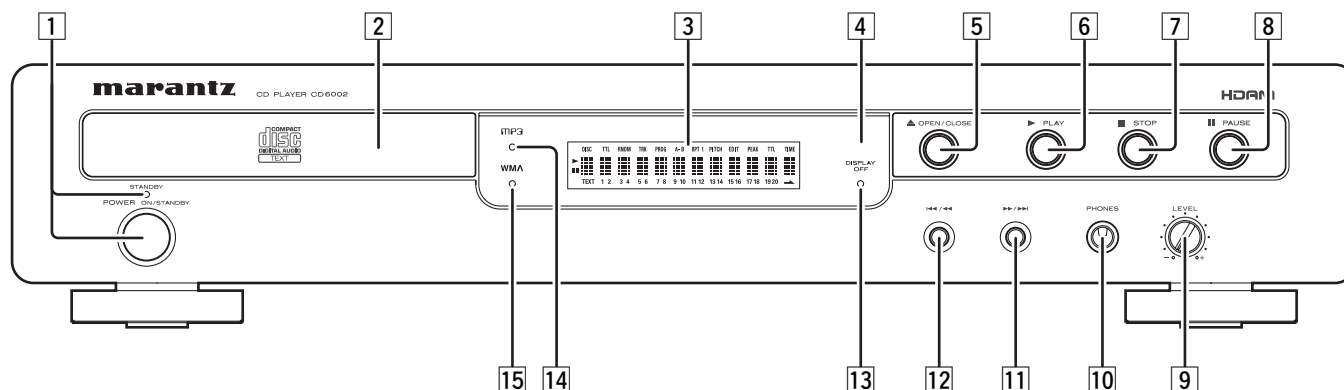 1 2 3 4 5 6 7 8
marantz CD PLAYER CD6002 HDAM
COMPACT
disc
DIGITAL AUDIO
TEXT
MP3
WMA
DISC TTL RNDM TRK PROG A-B RPT 1 PITCH EDIT PEAK TTL TIME
TEXT 1 2 3 4 5 6 7 8 9 10 11 12 13 14 15 16 17 18 19 20
DISPLAY
OFF
OPEN/CLOSE PLAY STOP PAUSE
STANDBY
POWER ON/STANDBY
PHONES LEVEL
− +
15 14 13 12 11 10 9